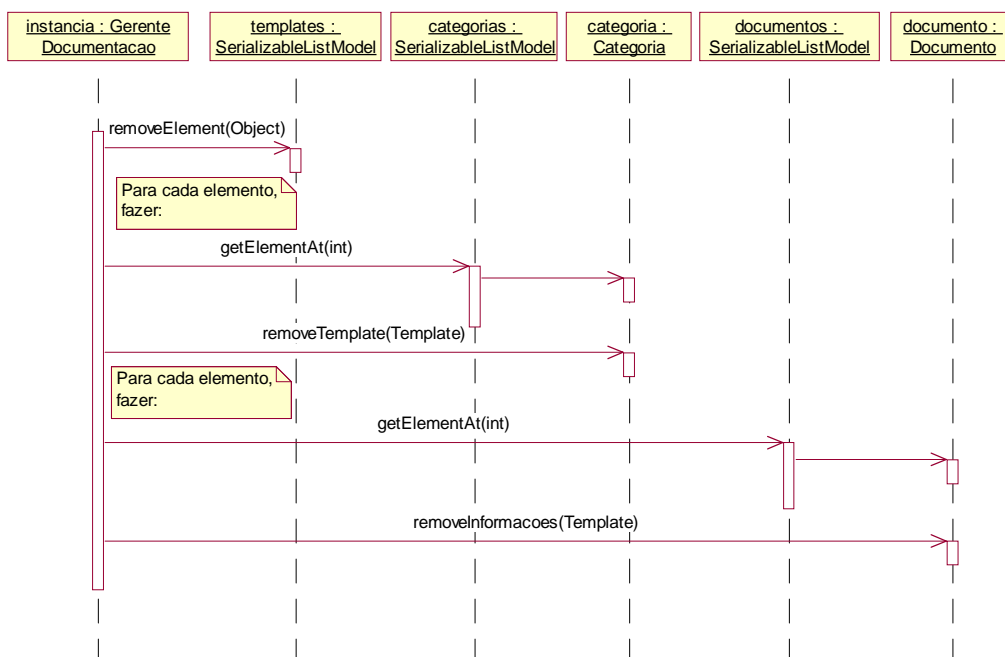 instancia : Gerente
Documentacao
templates :
SerializableListModel
categorias :
SerializableListModel
categoria :
Categoria
documentos :
SerializableListModel
documento :
Documento
removeElement(Object)
Para cada elemento,
fazer:
getElementAt(int)
removeTemplate(Template)
Para cada elemento,
fazer:
getElementAt(int)
removeInformacoes(Template)